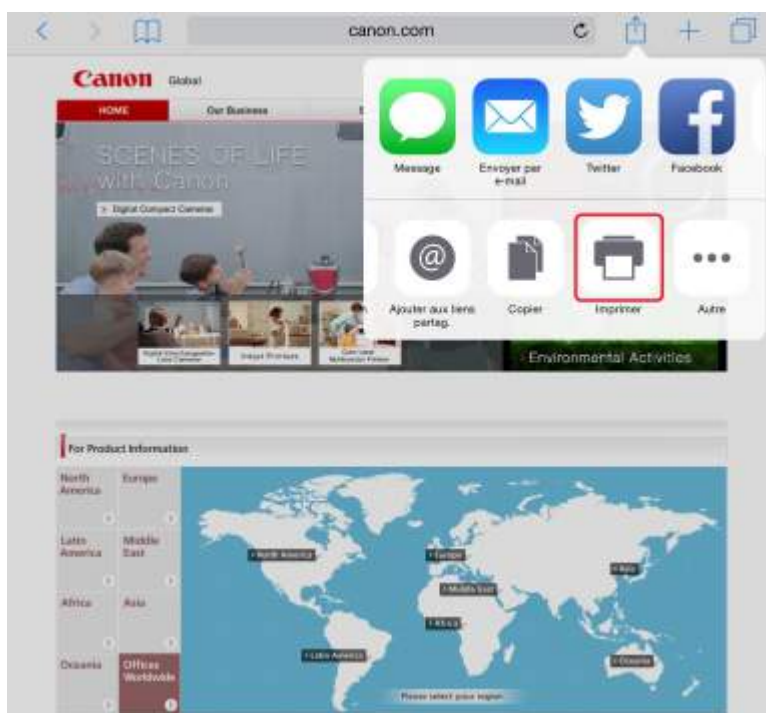 canon.com
Canon Global
HOME
Our Business
SCENES OF LIFE
with Canon
Digital Compact Cameras
Message
Envoyer par
e-mail
Twitter
Facebook
Ajouter aux liens
partag.
Copier
Imprimer
Autre
Inkjet Printers
Environmental Activities
For Product Information
North
America
Europe
Latin
America
Middle
East
Africa
Asia
Oceania
Offices
Worldwide
North America
Europe
Asia
Middle East
Africa
Latin America
Oceania
Please select your region